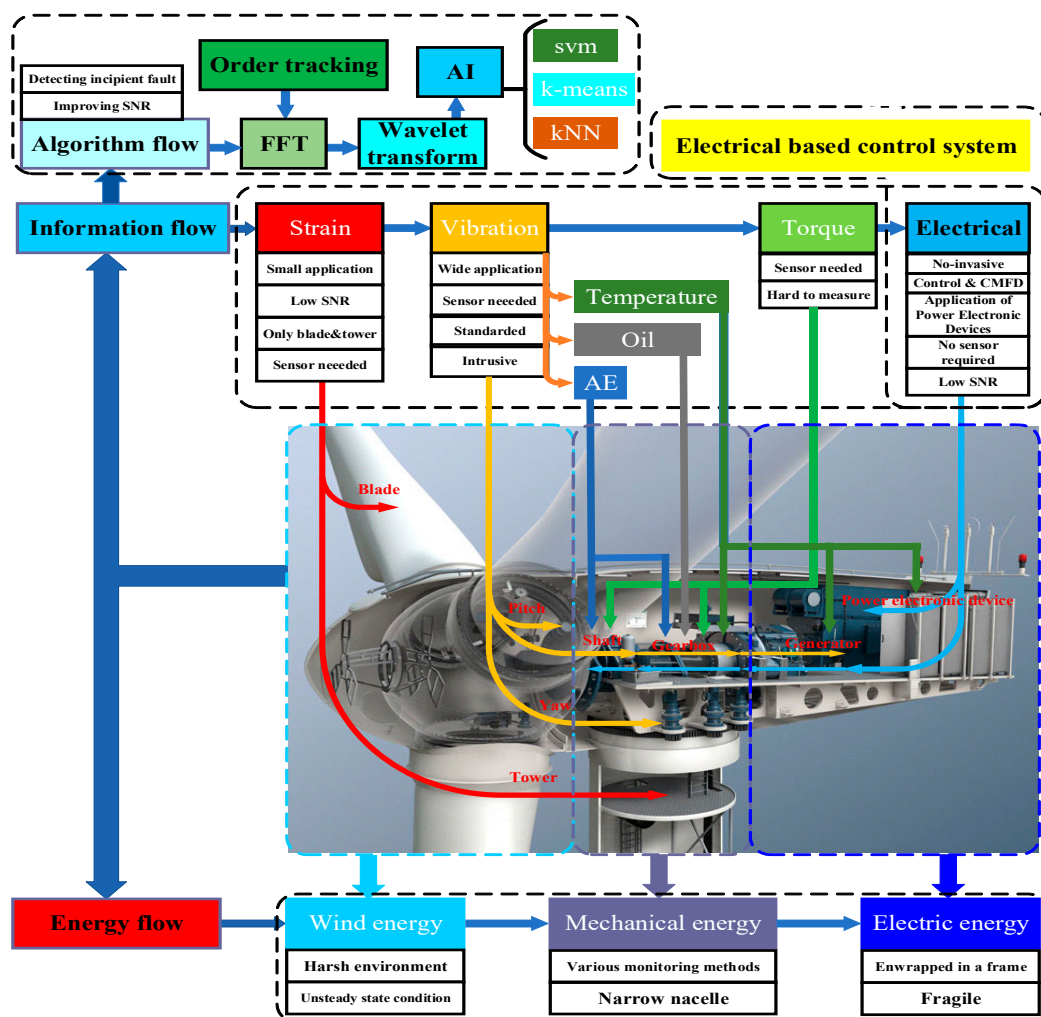 Order tracking
AI
svm
k-means
kNN
Detecting incipient fault
Improving SNR
Algorithm flow
FFT
Wavelet
transform
Electrical based control system
Information flow
Strain
Small application
Low SNR
Only blade&tower
Sensor neeeded
Vibration
Wide application
Sensor neeeded
Standarded
Intrusive
Temperature
Oil
AE
Torque
Sensor needed
Hard to measure
Electrical
No-invasive
Control & CMFD
Application of
Power Electronic
Devices
No sensor
required
Low SNR
Blade
Pitch
Shaft
Gearbox
Generator
Power electronic device
Yaw
Tower
Energy flow
Wind energy
Harsh environment
Unsteady state condition
Mechanical energy
Various monitoring methods
Narrow nacelle
Electric energy
Enwrapped in a frame
Fragile